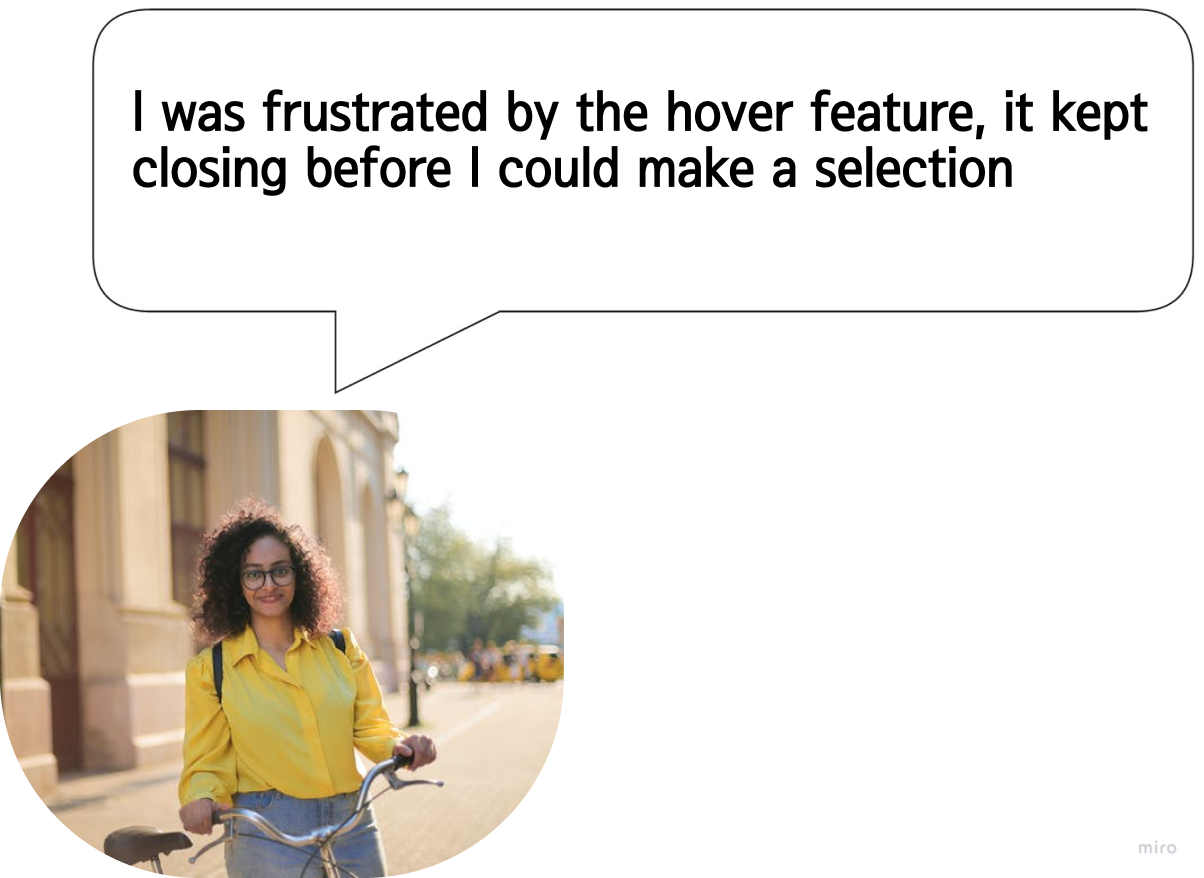 I was frustrated by the hover feature, it kept
closing before I could make a selection
miro